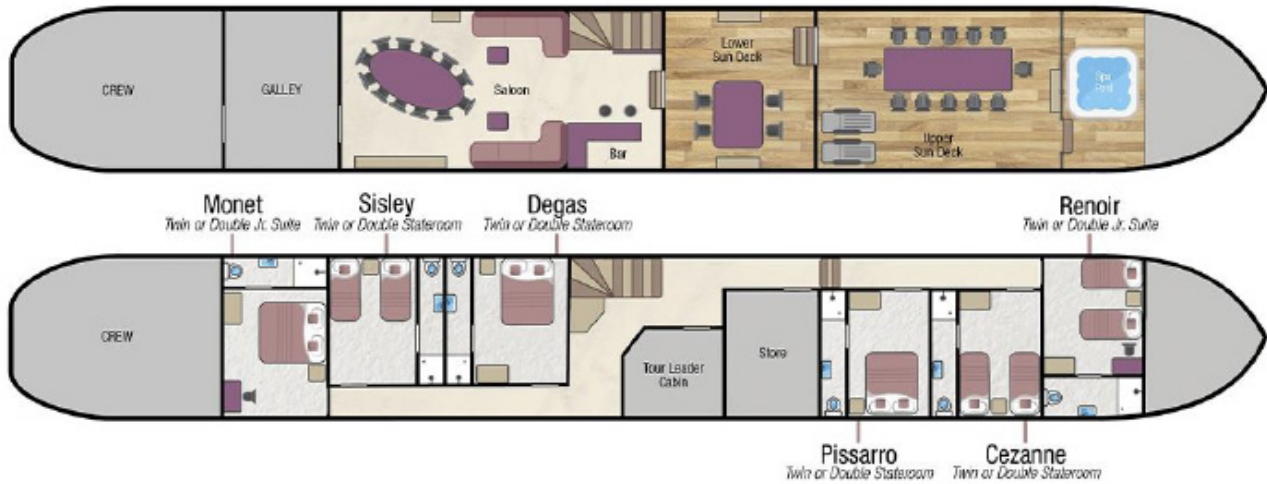 CREW
GALLEY
Saloon
Bar
Lower
Sun Deck
Upper
Sun Deck
Spa
Pool
Monet
Twin or Double Jr. Suite
Sisley
Twin or Double Stateroom
Degas
Twin or Double Stateroom
Renoir
Twin or Double Jr. Suite
CREW
Tour Leader
Cabin
Store
Pissarro
Twin or Double Stateroom
Cezanne
Twin or Double Stateroom